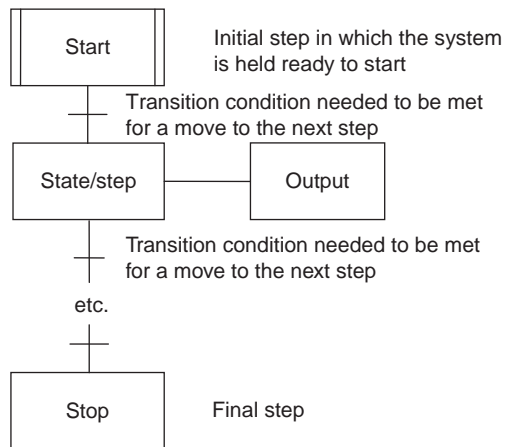 Start
Initial step in which the system
is held ready to start
Transition condition needed to be met
for a move to the next step
State/step
Output
Transition condition needed to be met
for a move to the next step
etc.
Stop
Final step